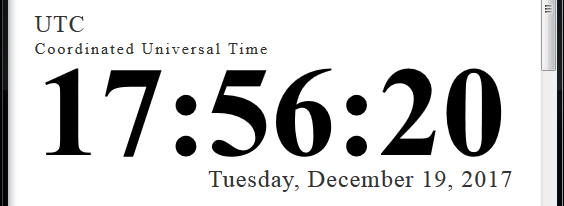 UTC
Coordinated Universal Time
17:56:20
Tuesday, December 19, 2017